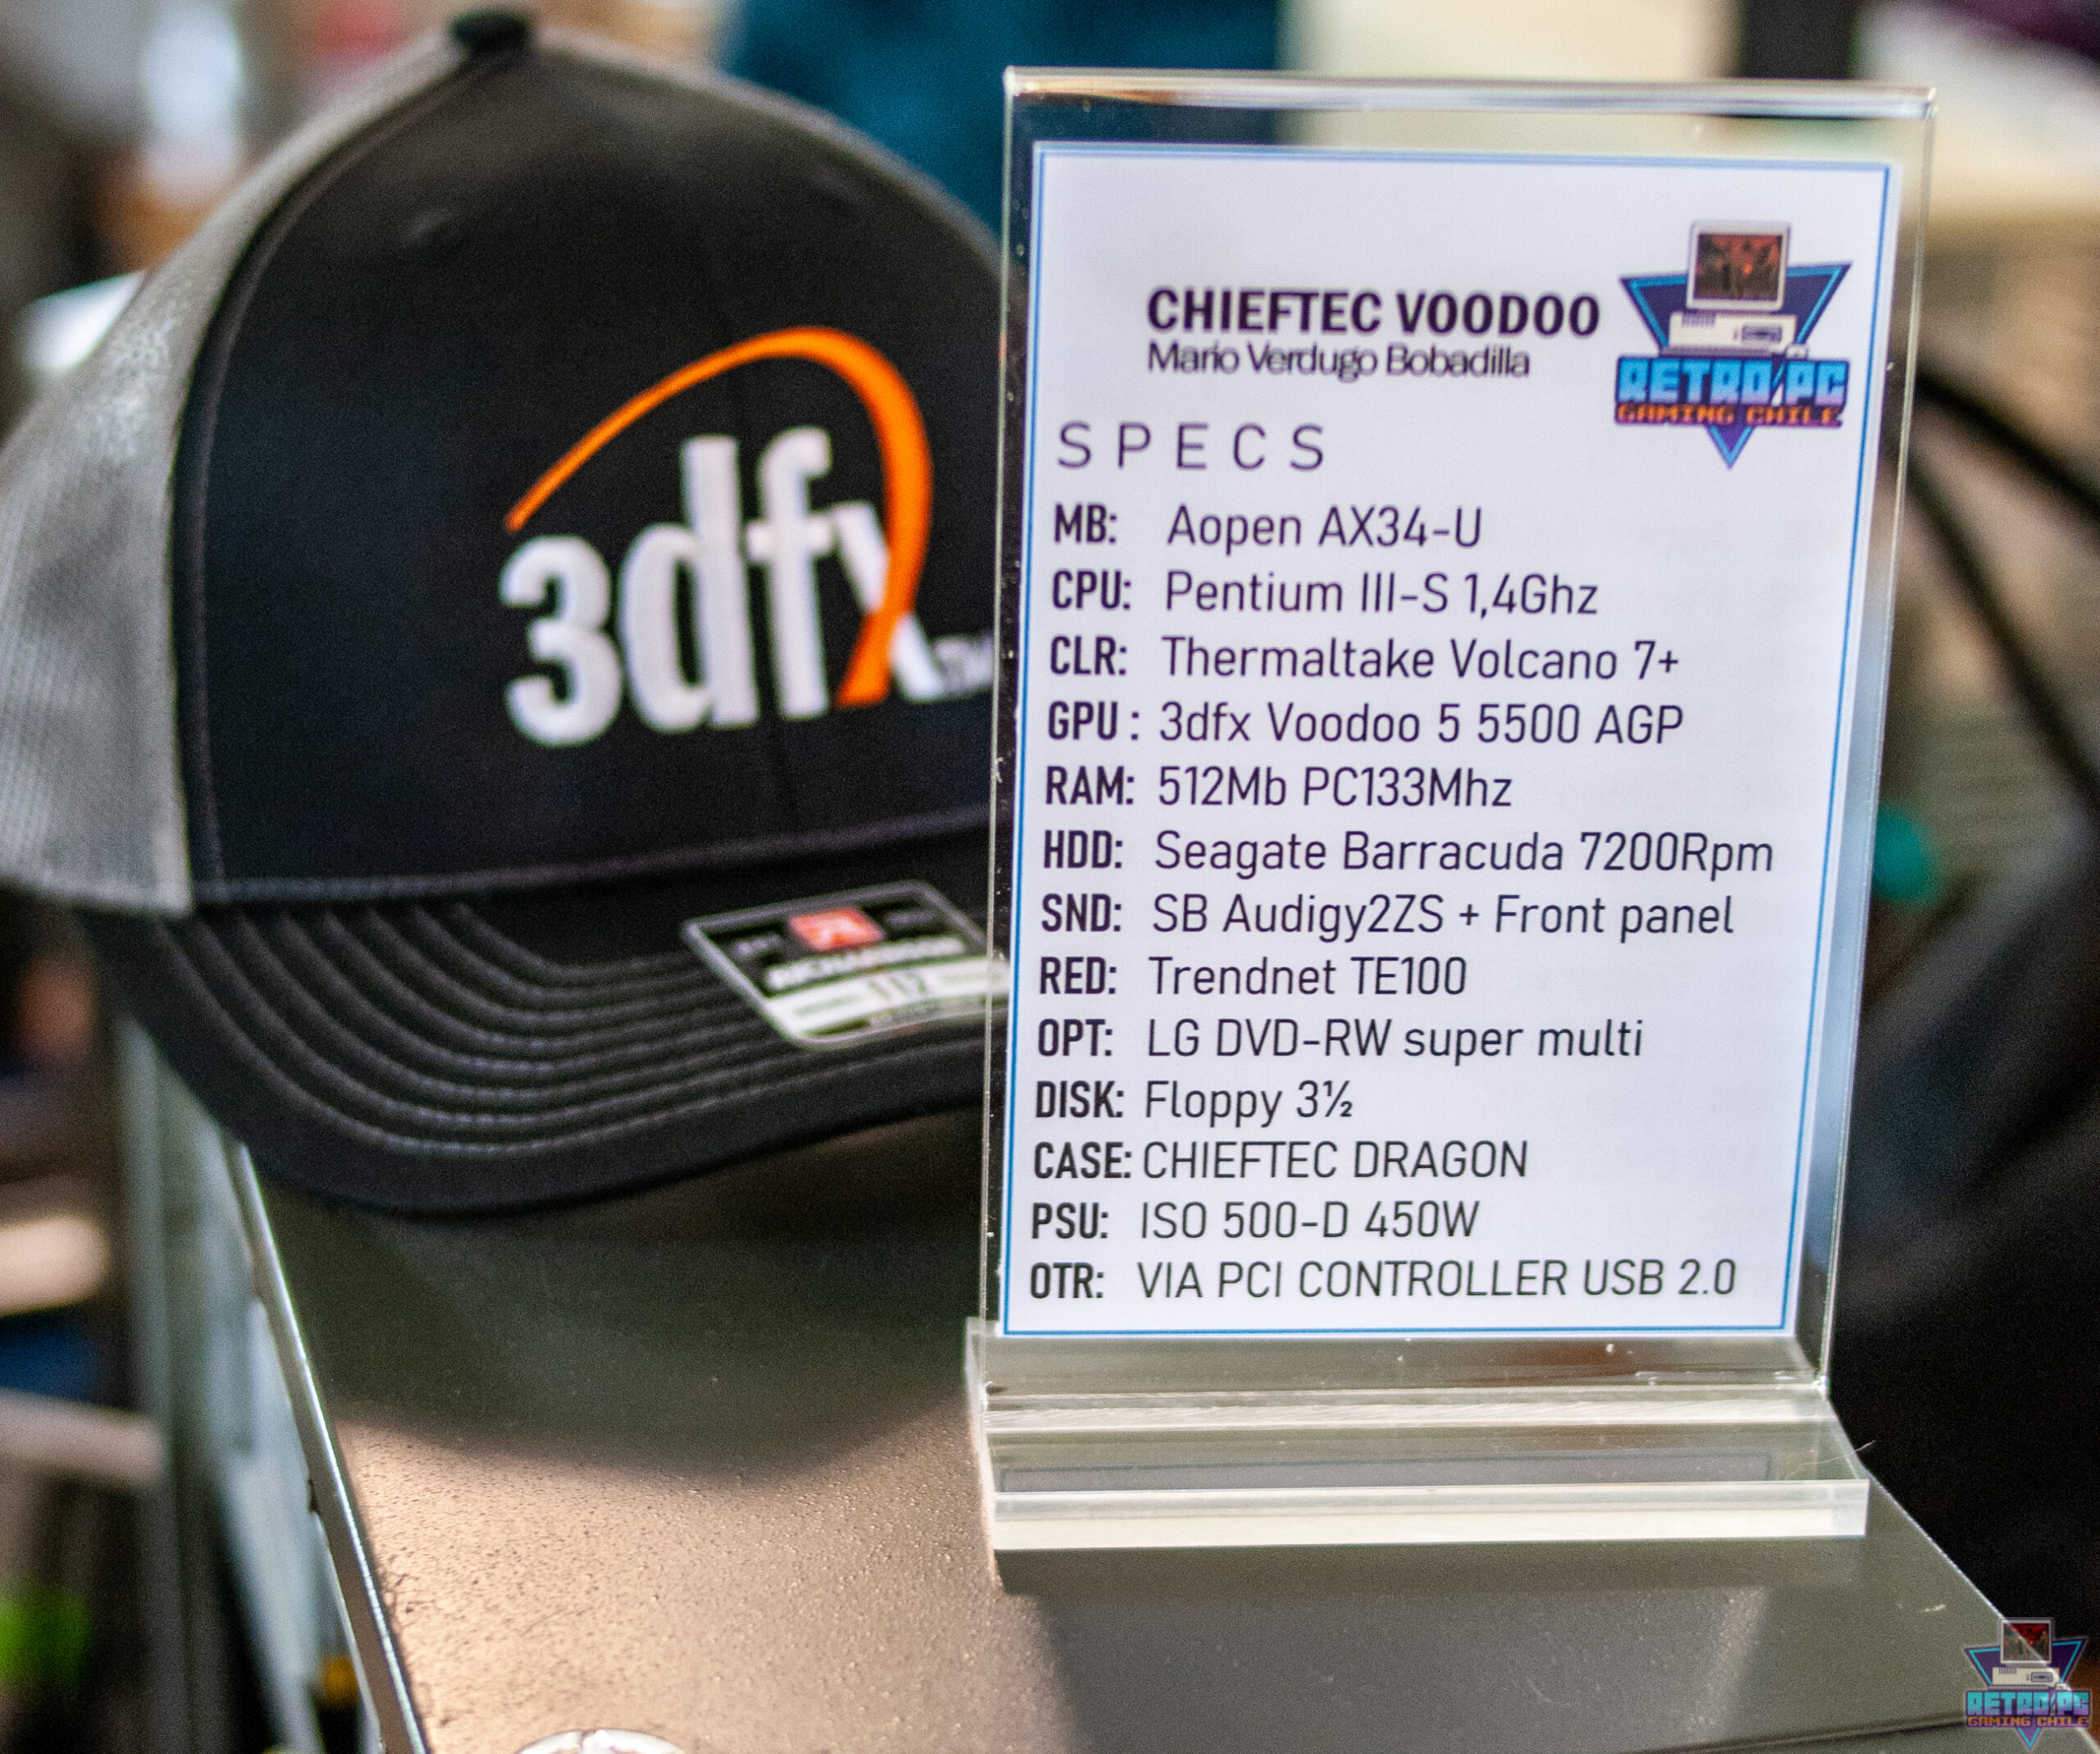 3dfx
RICHARDSON
112
CHIEFTEC VOODOO
Mario Verdugo Bobadilla
RETRO PC
GAMING CHILE
SPECS
MB: Aopen AX34-U
CPU: Pentium III-S 1,4Ghz
CLR: Thermaltake Volcano 7+
GPU : 3dfx Voodoo 5 5500 AGP
RAM: 512Mb PC133Mhz
HDD: Seagate Barracuda 7200Rpm
SND: SB Audigy2ZS + Front panel
RED: Trendnet TE100
OPT: LG DVD-RW super multi
DISK: Floppy 3½
CASE: CHIEFTEC DRAGON
PSU: ISO 500-D 450W
OTR: VIA PCI CONTROLLER USB 2.0
RETRO PC
GAMING CHILE